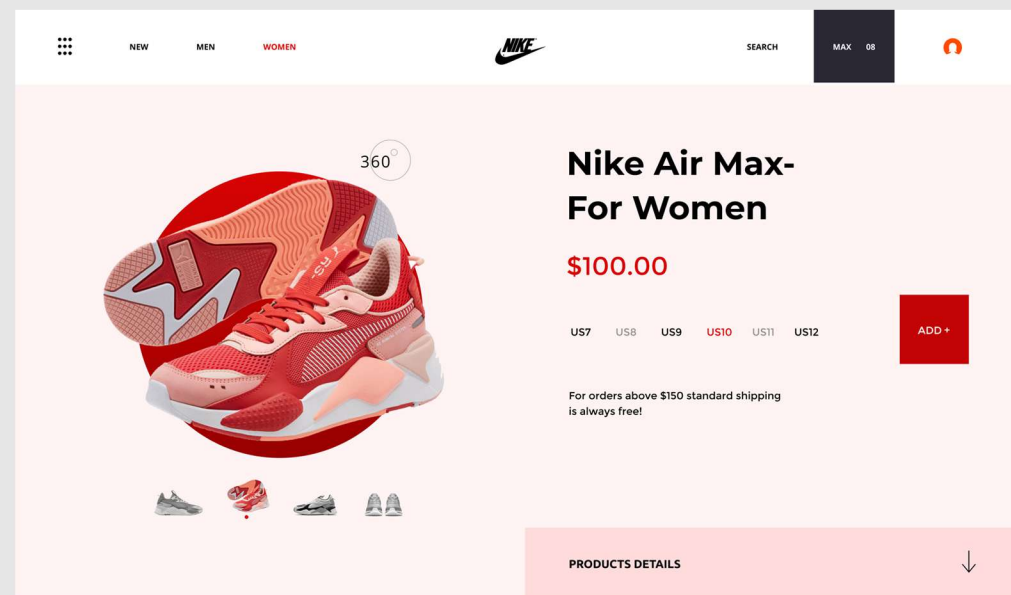 NEW MEN WOMEN NIKE SEARCH MAX 08
360°
Nike Air Max-
For Women
$100.00
US7 US8 US9 US10 US11 US12
ADD +
For orders above $150 standard shipping
is always free!
PRODUCTS DETAILS